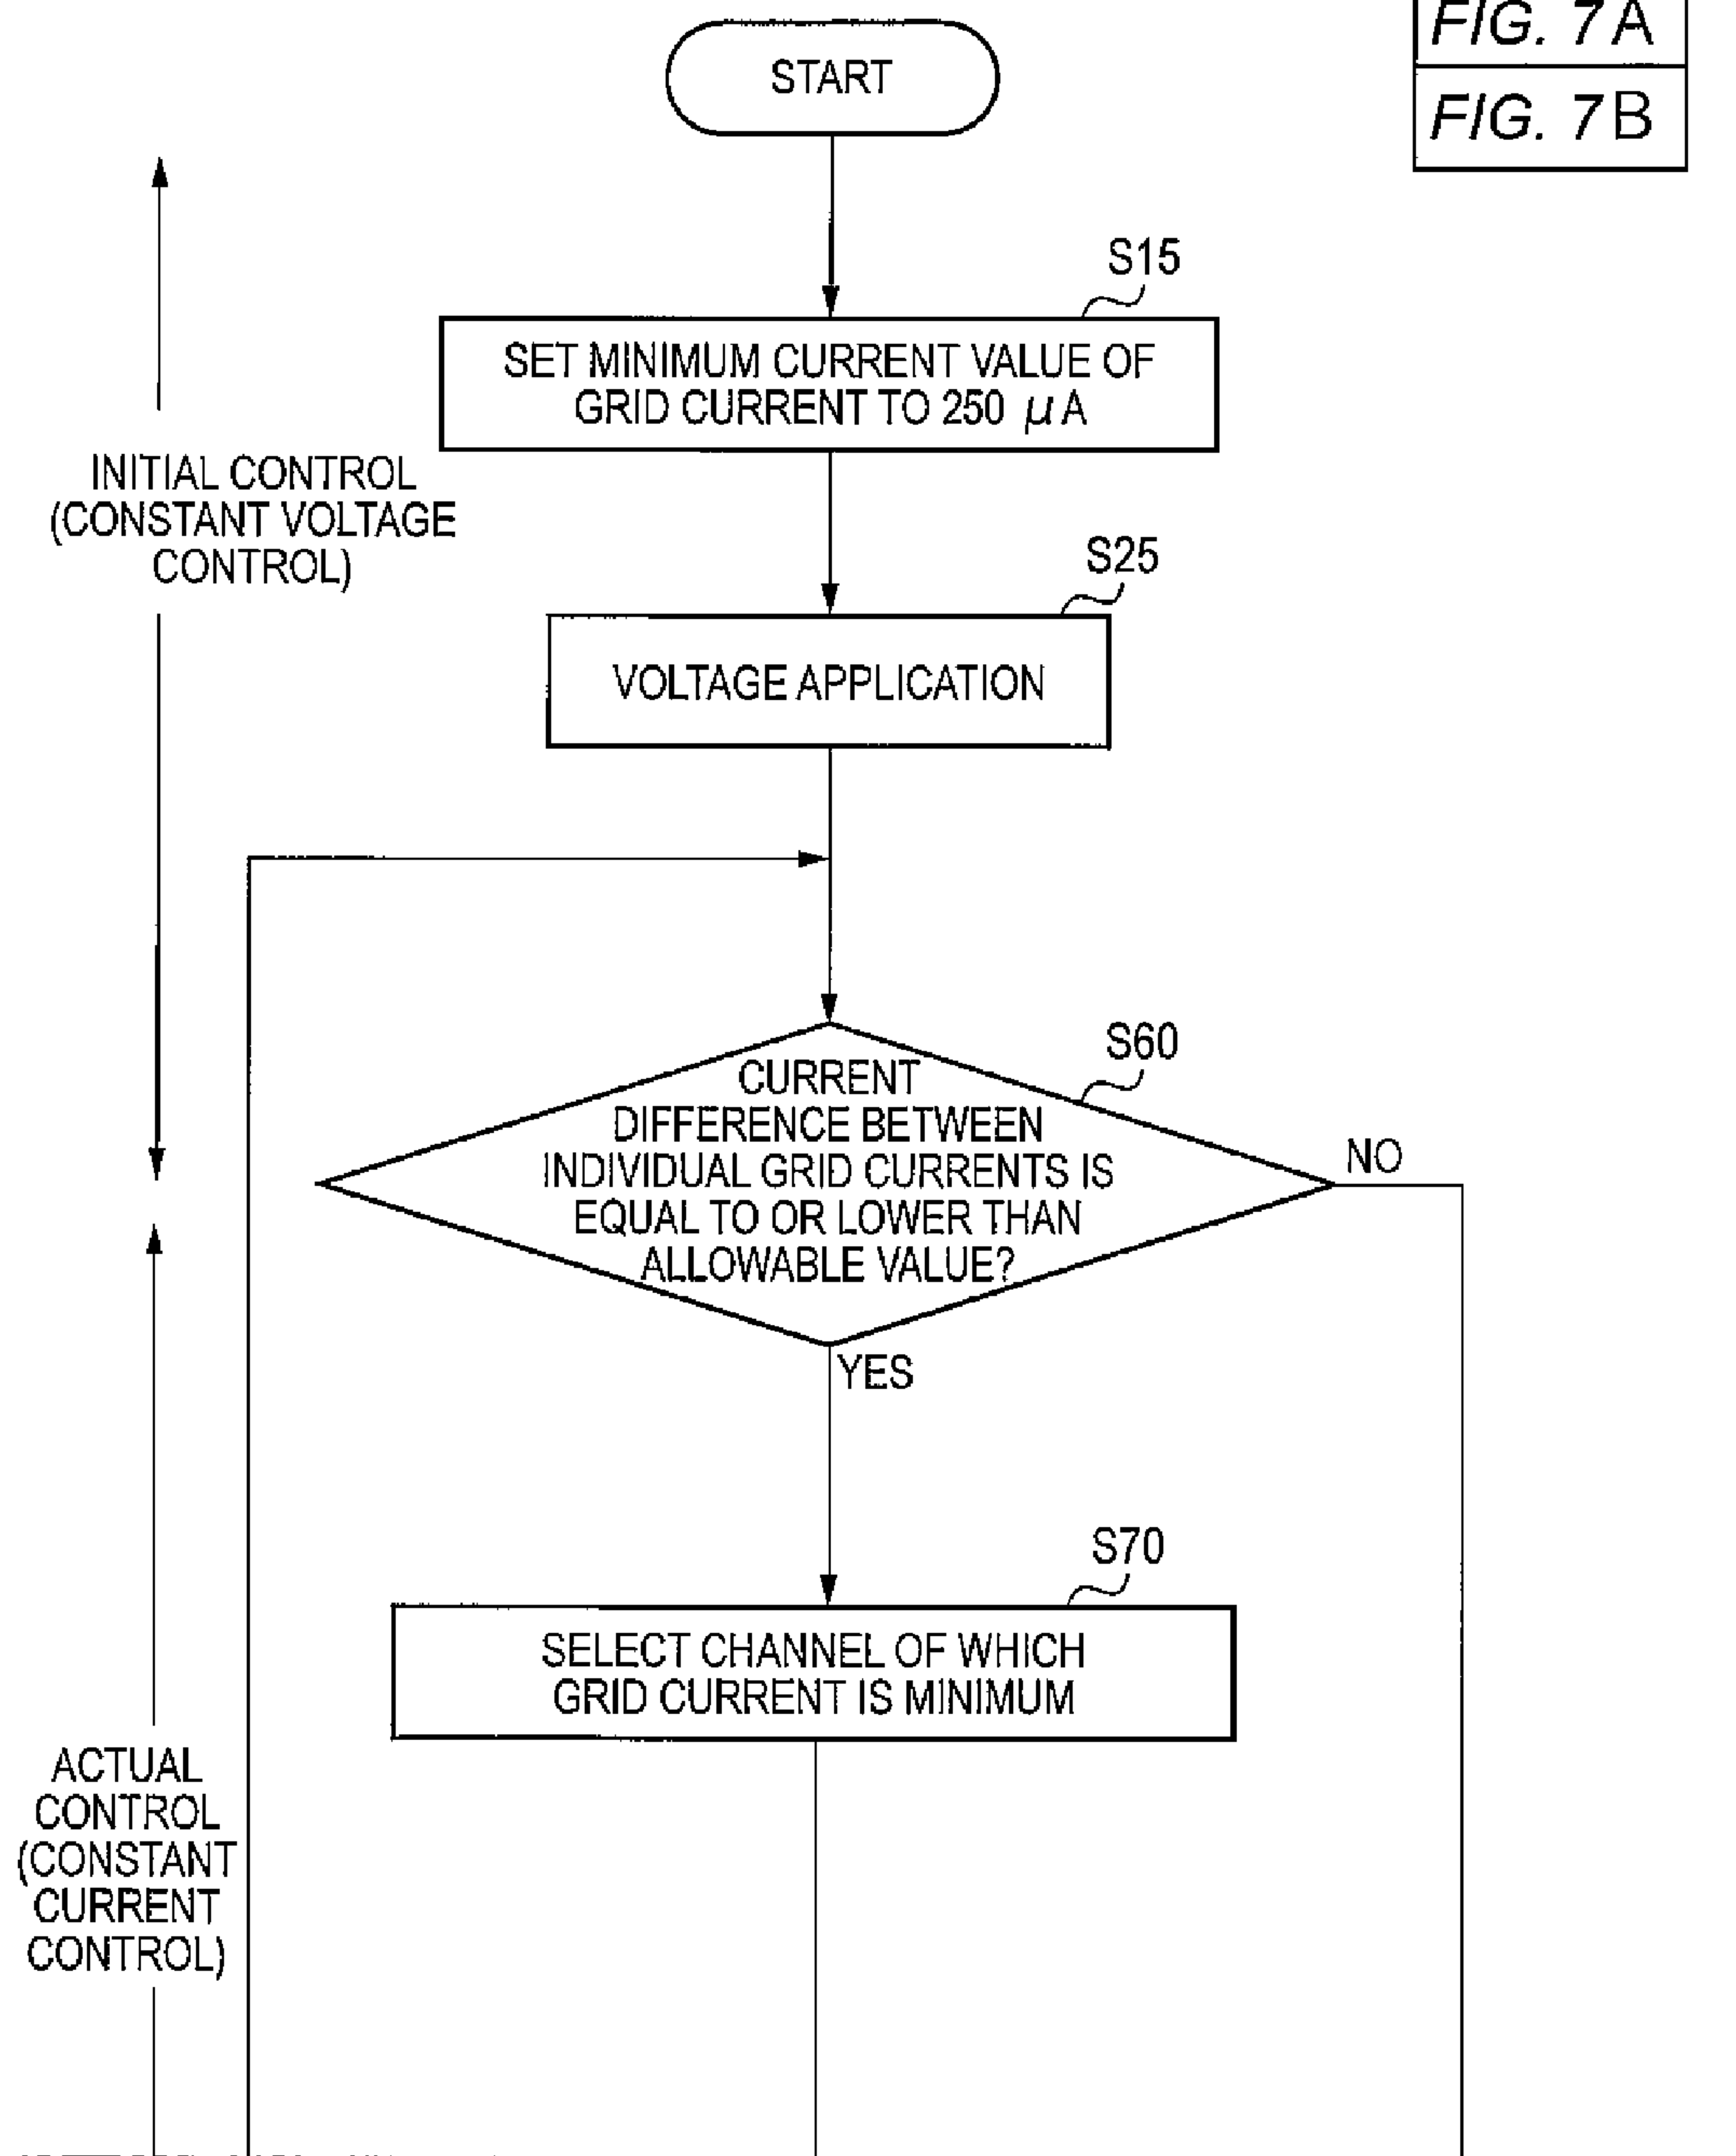 FIG. 7A
FIG. 7B
START
S15
SET MINIMUM CURRENT VALUE OF
GRID CURRENT TO 250 μA
INITIAL CONTROL
(CONSTANT VOLTAGE
CONTROL)
S25
VOLTAGE APPLICATION
S60
CURRENT
DIFFERENCE BETWEEN
INDIVIDUAL GRID CURRENTS IS
EQUAL TO OR LOWER THAN
ALLOWABLE VALUE?
NO
YES
S70
SELECT CHANNEL OF WHICH
GRID CURRENT IS MINIMUM
ACTUAL
CONTROL
(CONSTANT
CURRENT
CONTROL)